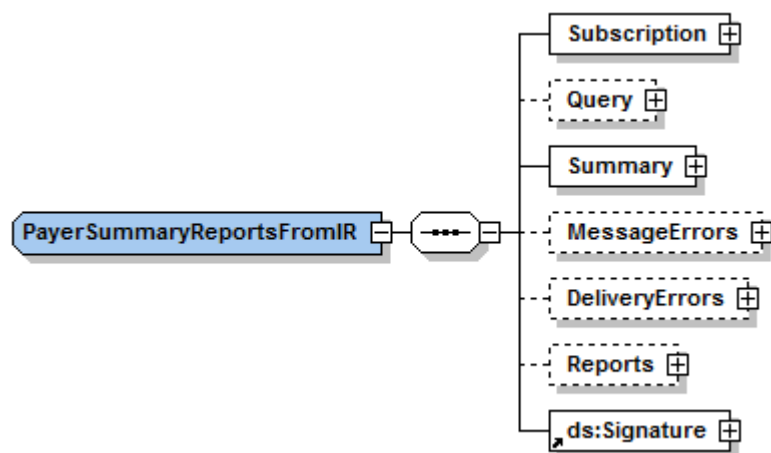 Subscription
Query
Summary
PayerSummaryReportsFromIR
MessageErrors
DeliveryErrors
Reports
ds:Signature